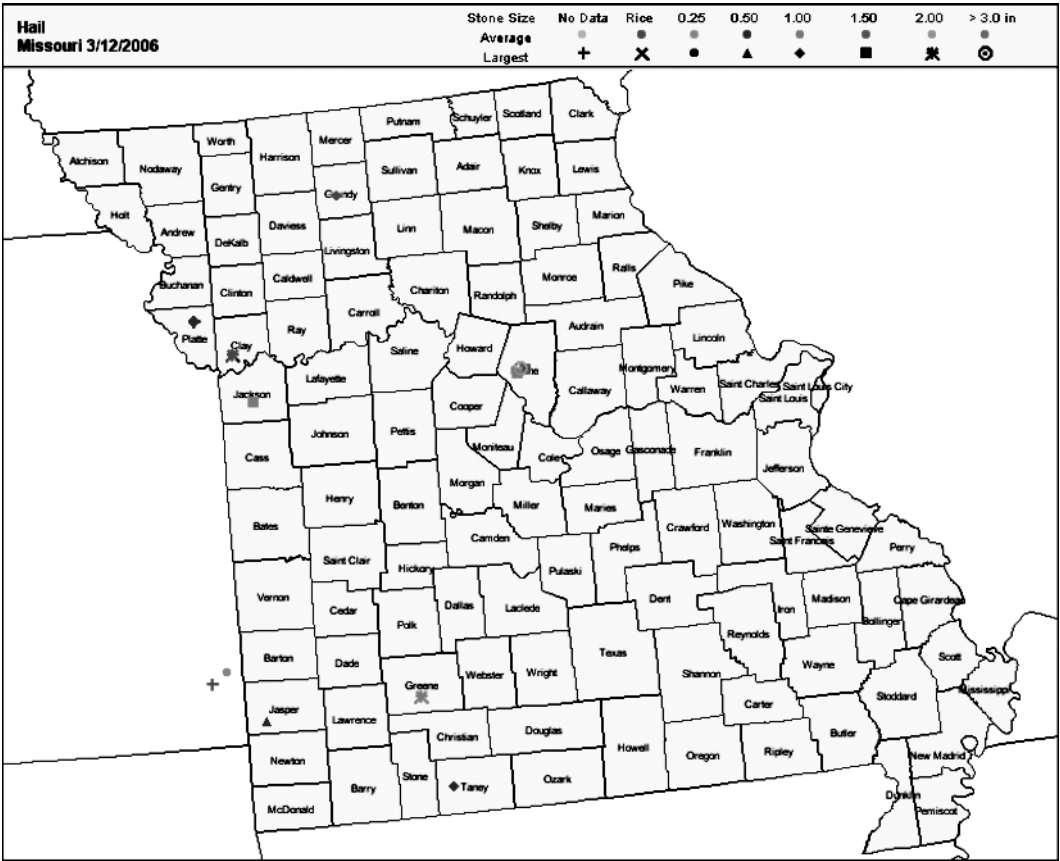 Hail
Missouri 3/12/2006
Stone Size No Data Rice 0.25 0.50 1.00 1.50 2.00 > 3.0 in
Average
Largest
Atchison Nodaway Worth Harrison Mercer Putnam Schuyler Scotland Clark
Gentry Grundy Sullivan Adair Knox Lewis
Holt Andrew DeKalb Daviess Livingston Linn Macon Shelby Marion
Buchanan Clinton Caldwell Chariton Randolph Monroe Ralls Pike
Platte Clay Ray Carroll Saline Howard Audrain Lincoln
Jackson Lafayette Cooper Callaway Montgomery Warren Saint Charles Saint Louis City
Saint Louis
Cass Johnson Pettis Moniteau Cole Osage Gasconade Franklin Jefferson
Bates Henry Benton Morgan Miller Maries Crawford Washington Saint Francois Sainte Genevieve
Saint Clair Hickory Camden Pulaski Phelps Perry
Vernon Cedar Polk Dallas Laclede Dent Iron Madison Bollinger Cape Girardeau
Barton Dade Greene Webster Wright Texas Shannon Reynolds Wayne Scott
Jasper Lawrence Christian Douglas Carter Stoddard Mississippi
Newton Barry Stone Taney Ozark Howell Oregon Ripley Butler New Madrid
McDonald Dunklin Pemiscot